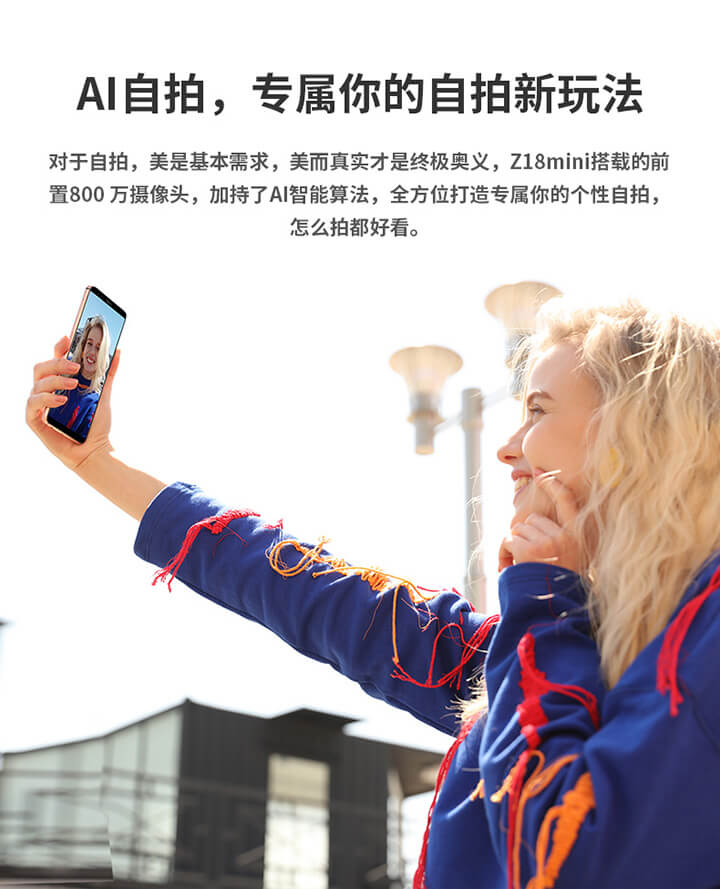 AI自拍，专属你的自拍新玩法
对于自拍，美是基本需求，美而真实才是终极奥义，Z18mini搭载的前
置800 万摄像头，加持了AI智能算法，全方位打造专属你的个性自拍，
怎么拍都好看。